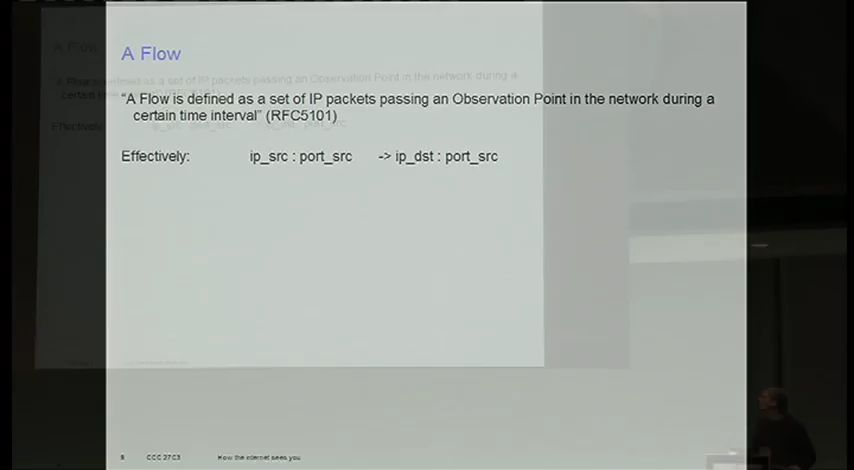 A Flow
"A Flow is defined as a set of IP packets passing an Observation Point in the network during a
certain time interval" (RFC5101)
Effectively: ip_src : port_src -> ip_dst : port_src
9 CCC 27C3 How the internet sees you